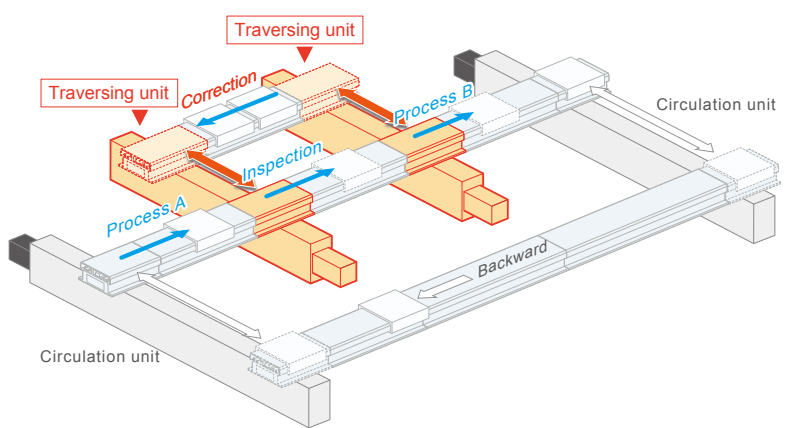 Traversing unit
Traversing unit
Correction
Process B
Circulation unit
Inspection
Process A
Backward
Circulation unit